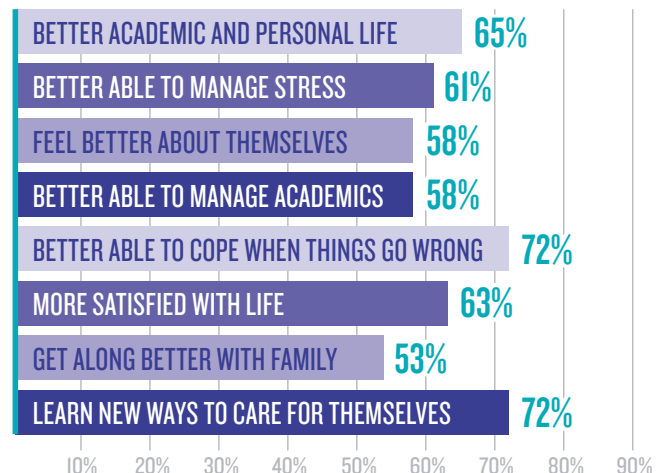 BETTER ACADEMIC AND PERSONAL LIFE 65%
BETTER ABLE TO MANAGE STRESS 61%
FEEL BETTER ABOUT THEMSELVES 58%
BETTER ABLE TO MANAGE ACADEMICS 58%
BETTER ABLE TO COPE WHEN THINGS GO WRONG 72%
MORE SATISFIED WITH LIFE 63%
GET ALONG BETTER WITH FAMILY 53%
LEARN NEW WAYS TO CARE FOR THEMSELVES 72%
10% 20% 30% 40% 50% 60% 70% 80% 90%